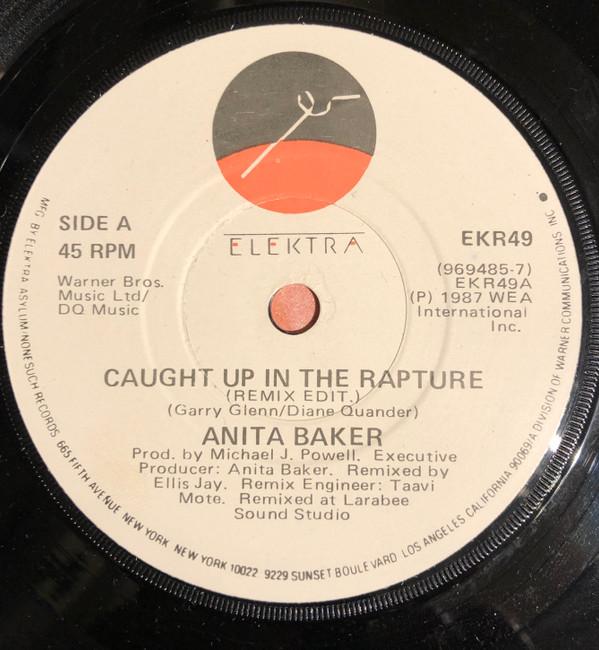 ELEKTRA
SIDE A
45 RPM
EKR49
Warner Bros.
Music Ltd/
DQ Music
(969485-7)
EKR49A
(P) 1987 WEA
International
Inc.
CAUGHT UP IN THE RAPTURE
(REMIX EDIT.)
(Garry Glenn/Diane Quander)
ANITA BAKER
Prod. by Michael J. Powell. Executive
Producer: Anita Baker. Remixed by
Ellis Jay. Remix Engineer: Taavi
Mote. Remixed at Larabee
Sound Studio
MFG BY ELEKTRA/ASYLUM/NONESUCH RECORDS 665 FIFTH AVENUE NEW YORK NEW YORK 10022 9229 SUNSET BOULEVARD LOS ANGELES CALIFORNIA 90069/A DIVISION OF WARNER COMMUNICATIONS INC